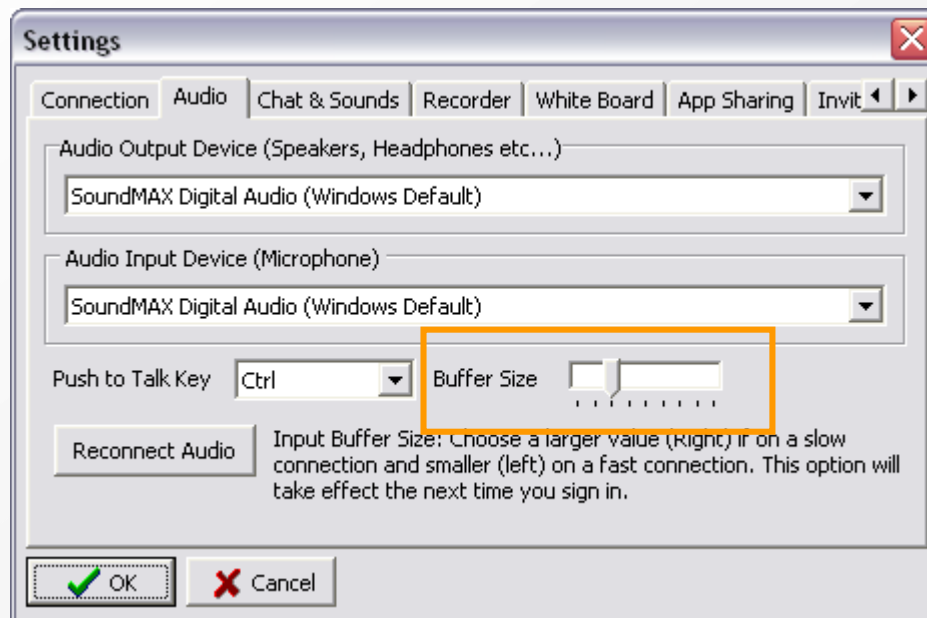 Settings
Connection
Audio
Chat & Sounds
Recorder
White Board
App Sharing
Invit
Audio Output Device (Speakers, Headphones etc...)
SoundMAX Digital Audio (Windows Default)
Audio Input Device (Microphone)
SoundMAX Digital Audio (Windows Default)
Push to Talk Key
Ctrl
Buffer Size
Reconnect Audio
Input Buffer Size: Choose a larger value (Right) if on a slow
connection and smaller (left) on a fast connection. This option will
take effect the next time you sign in.
OK
Cancel